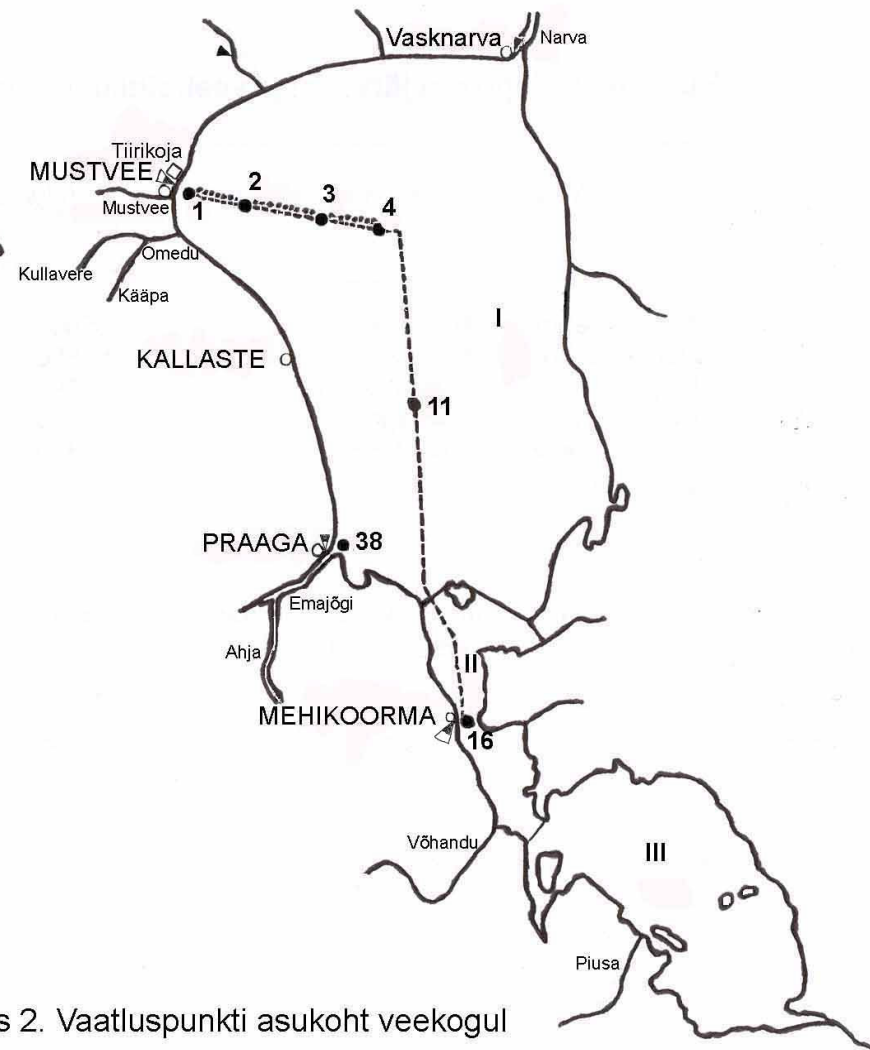 Vasknarva
Narva
Tiirikoja
MUSTVEE
Mustvee
1
2
3
4
Omedu
Kullavere
Kääpa
I
KALLASTE
11
PRAAGA
38
Emajõgi
Ahja
II
MEHIKOORMA
16
Võhandu
III
Piusa
s 2. Vaatluspunkti asukoht veekogul